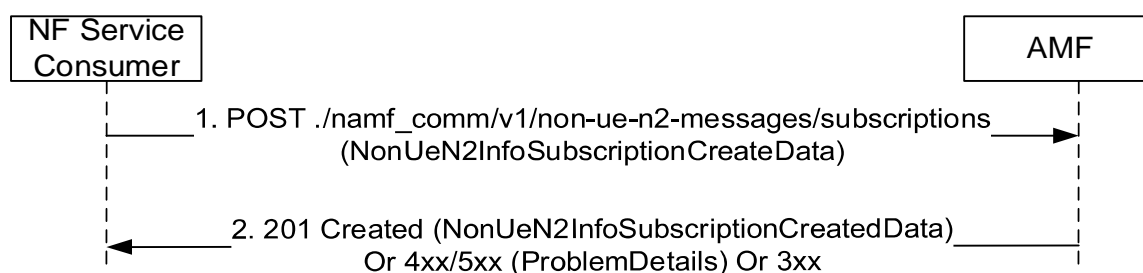 NF Service
Consumer
AMF
1. POST ./namf_comm/v1/non-ue-n2-messages/subscriptions
(NonUeN2InfoSubscriptionCreateData)
2. 201 Created (NonUeN2InfoSubscriptionCreatedData)
Or 4xx/5xx (ProblemDetails) Or 3xx